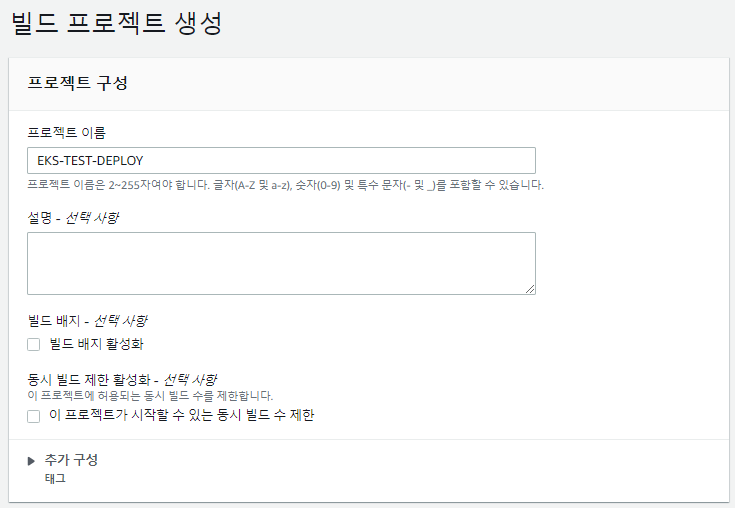 빌드 프로젝트 생성
프로젝트 구성
프로젝트 이름
EKS-TEST-DEPLOY
프로젝트 이름은 2~255자여야 합니다. 글자(A-Z 및 a-z), 숫자(0-9) 및 특수 문자(- 및 _)를 포함할 수 있습니다.
설명 - 선택 사항
빌드 배지 - 선택 사항
빌드 배지 활성화
동시 빌드 제한 활성화 - 선택 사항
이 프로젝트에 허용되는 동시 빌드 수를 제한합니다.
이 프로젝트가 시작할 수 있는 동시 빌드 수 제한
추가 구성
태그